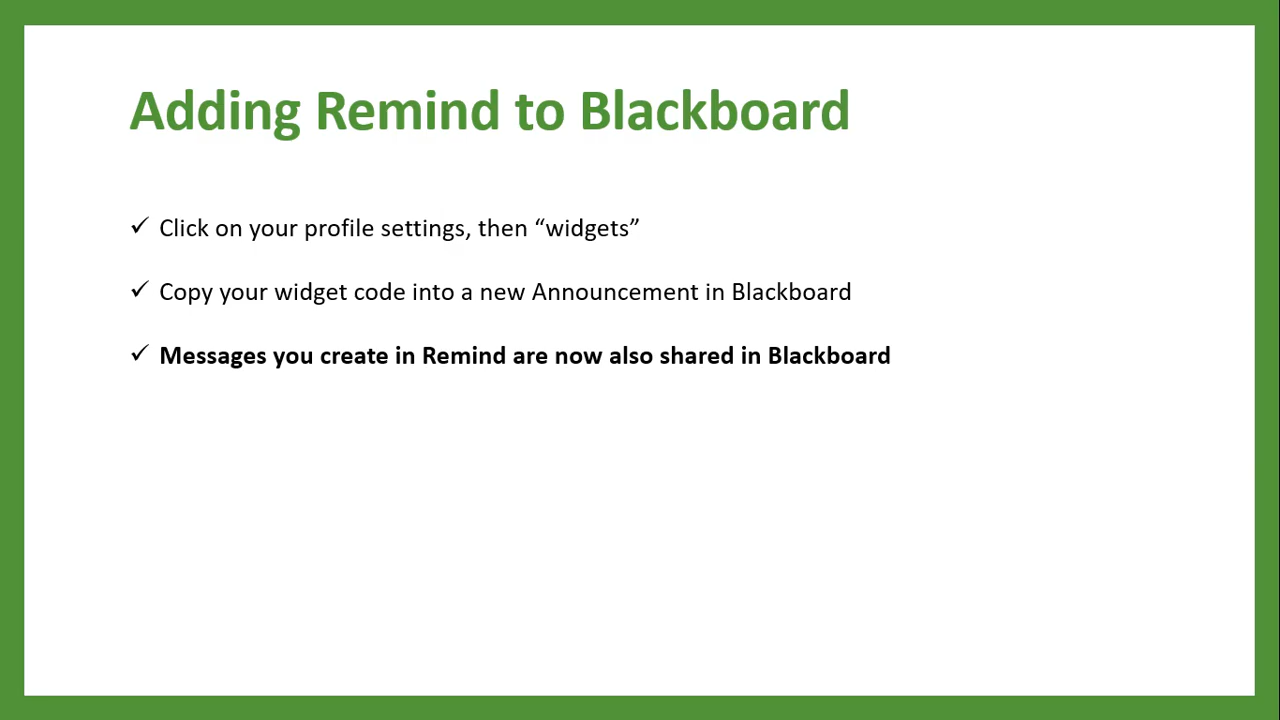 Adding Remind to Blackboard
✓ Click on your profile settings, then “widgets”
✓ Copy your widget code into a new Announcement in Blackboard
✓ Messages you create in Remind are now also shared in Blackboard